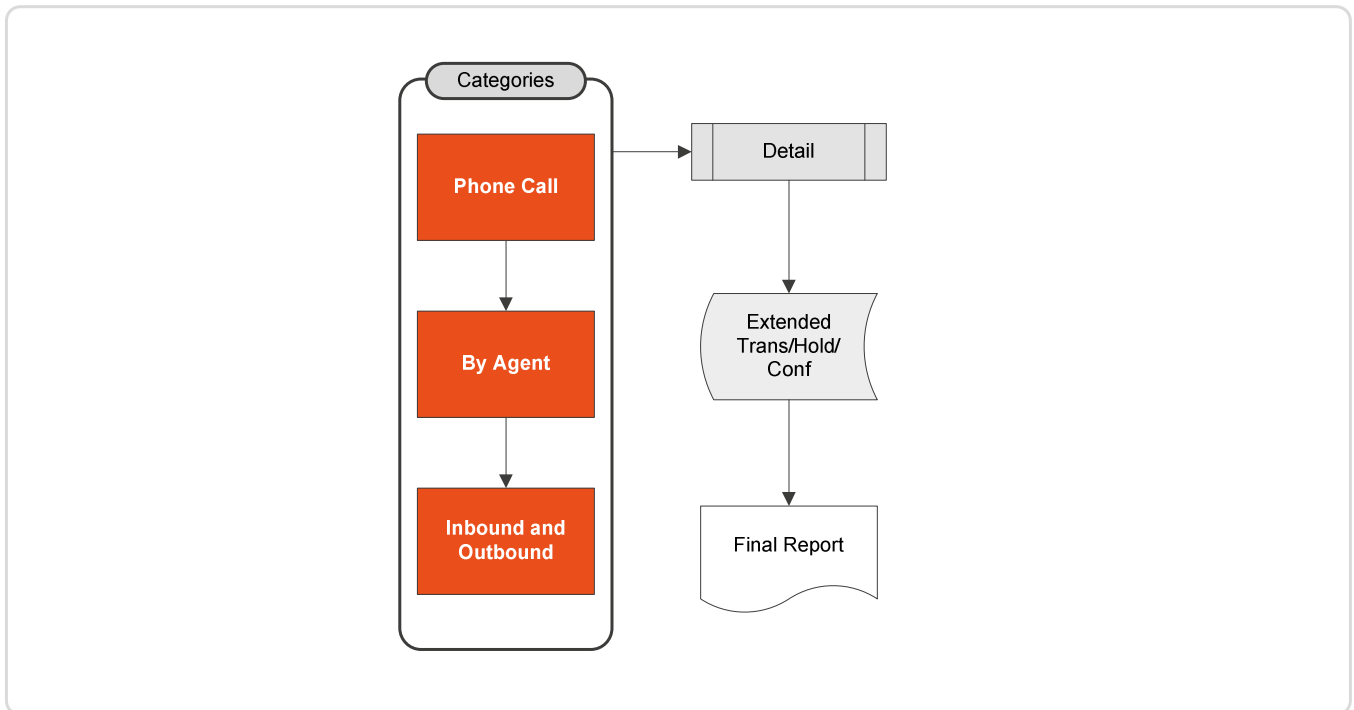 Categories
Phone Call
By Agent
Inbound and
Outbound
Detail
Extended
Trans/Hold/
Conf
Final Report